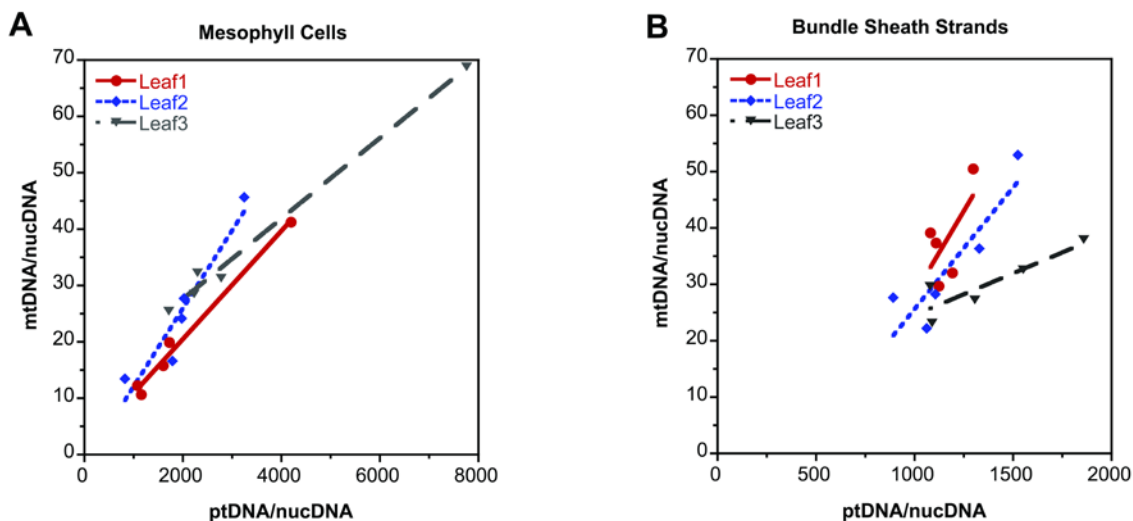 A
Mesophyll Cells
70
60
50
40
30
20
10
0
mtDNA/nucDNA
Leaf1
Leaf2
Leaf3
0
2000
4000
6000
8000
ptDNA/nucDNA
B
Bundle Sheath Strands
70
60
50
40
30
20
10
0
mtDNA/nucDNA
Leaf1
Leaf2
Leaf3
0
500
1000
1500
2000
ptDNA/nucDNA